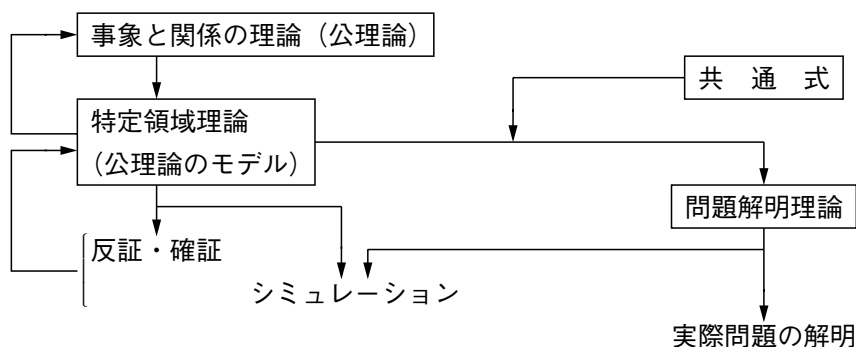 事象と関係の理論（公理論）
共　通　式
特定領域理論
（公理論のモデル）
問題解明理論
反証・確証
シミュレーション
実際問題の解明